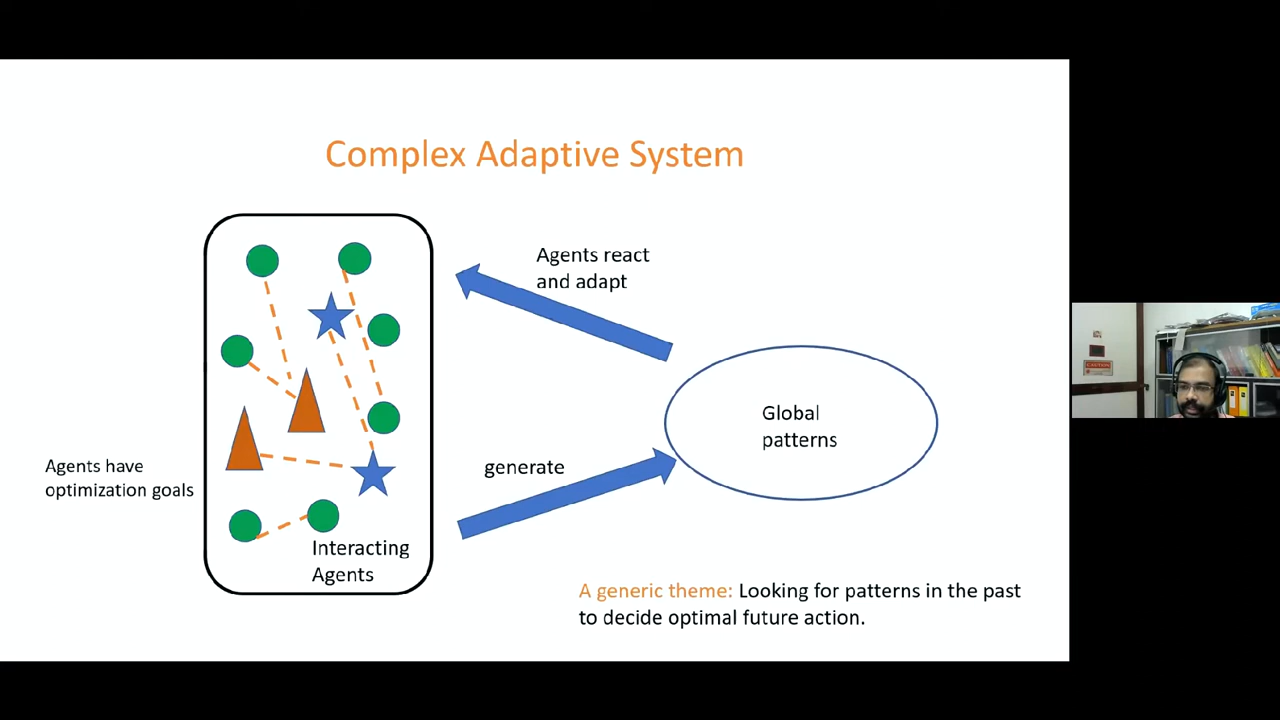 Complex Adaptive System
Agents react
and adapt
Global
patterns
generate
Agents have
optimization goals
Interacting
Agents
A generic theme: Looking for patterns in the past
to decide optimal future action.
CAUTION